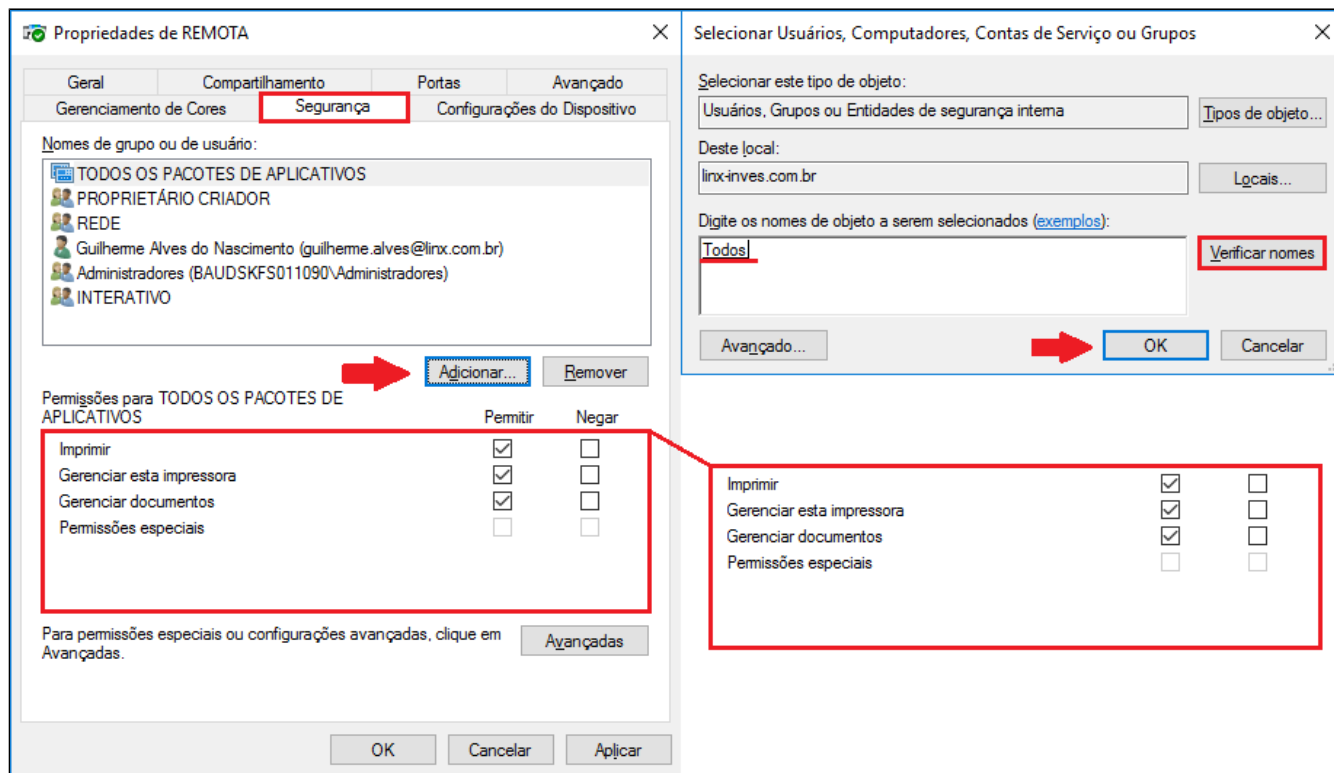 Propriedades de REMOTA
Geral Compartilhamento Portas Avançado
Gerenciamento de Cores Segurança Configurações do Dispositivo
Nomes de grupo ou de usuário:
TODOS OS PACOTES DE APLICATIVOS
PROPRIETÁRIO CRIADOR
REDE
Guilherme Alves do Nascimento (guilherme.alves@linx.com.br)
Administradores (BAUDSKFS011090\Administradores)
INTERATIVO
Adicionar... Remover
Permissões para TODOS OS PACOTES DE
APLICATIVOS Permitir Negar
Imprimir
Gerenciar esta impressora
Gerenciar documentos
Permissões especiais
Para permissões especiais ou configurações avançadas, clique em
Avançadas.
Avançadas
OK Cancelar Aplicar
Selecionar Usuários, Computadores, Contas de Serviço ou Grupos
Selecionar este tipo de objeto:
Usuários, Grupos ou Entidades de segurança interna Tipos de objeto...
Deste local:
linx-inves.com.br Locais...
Digite os nomes de objeto a serem selecionados (exemplos):
Todos Verificar nomes
Avançado... OK Cancelar
Imprimir
Gerenciar esta impressora
Gerenciar documentos
Permissões especiais